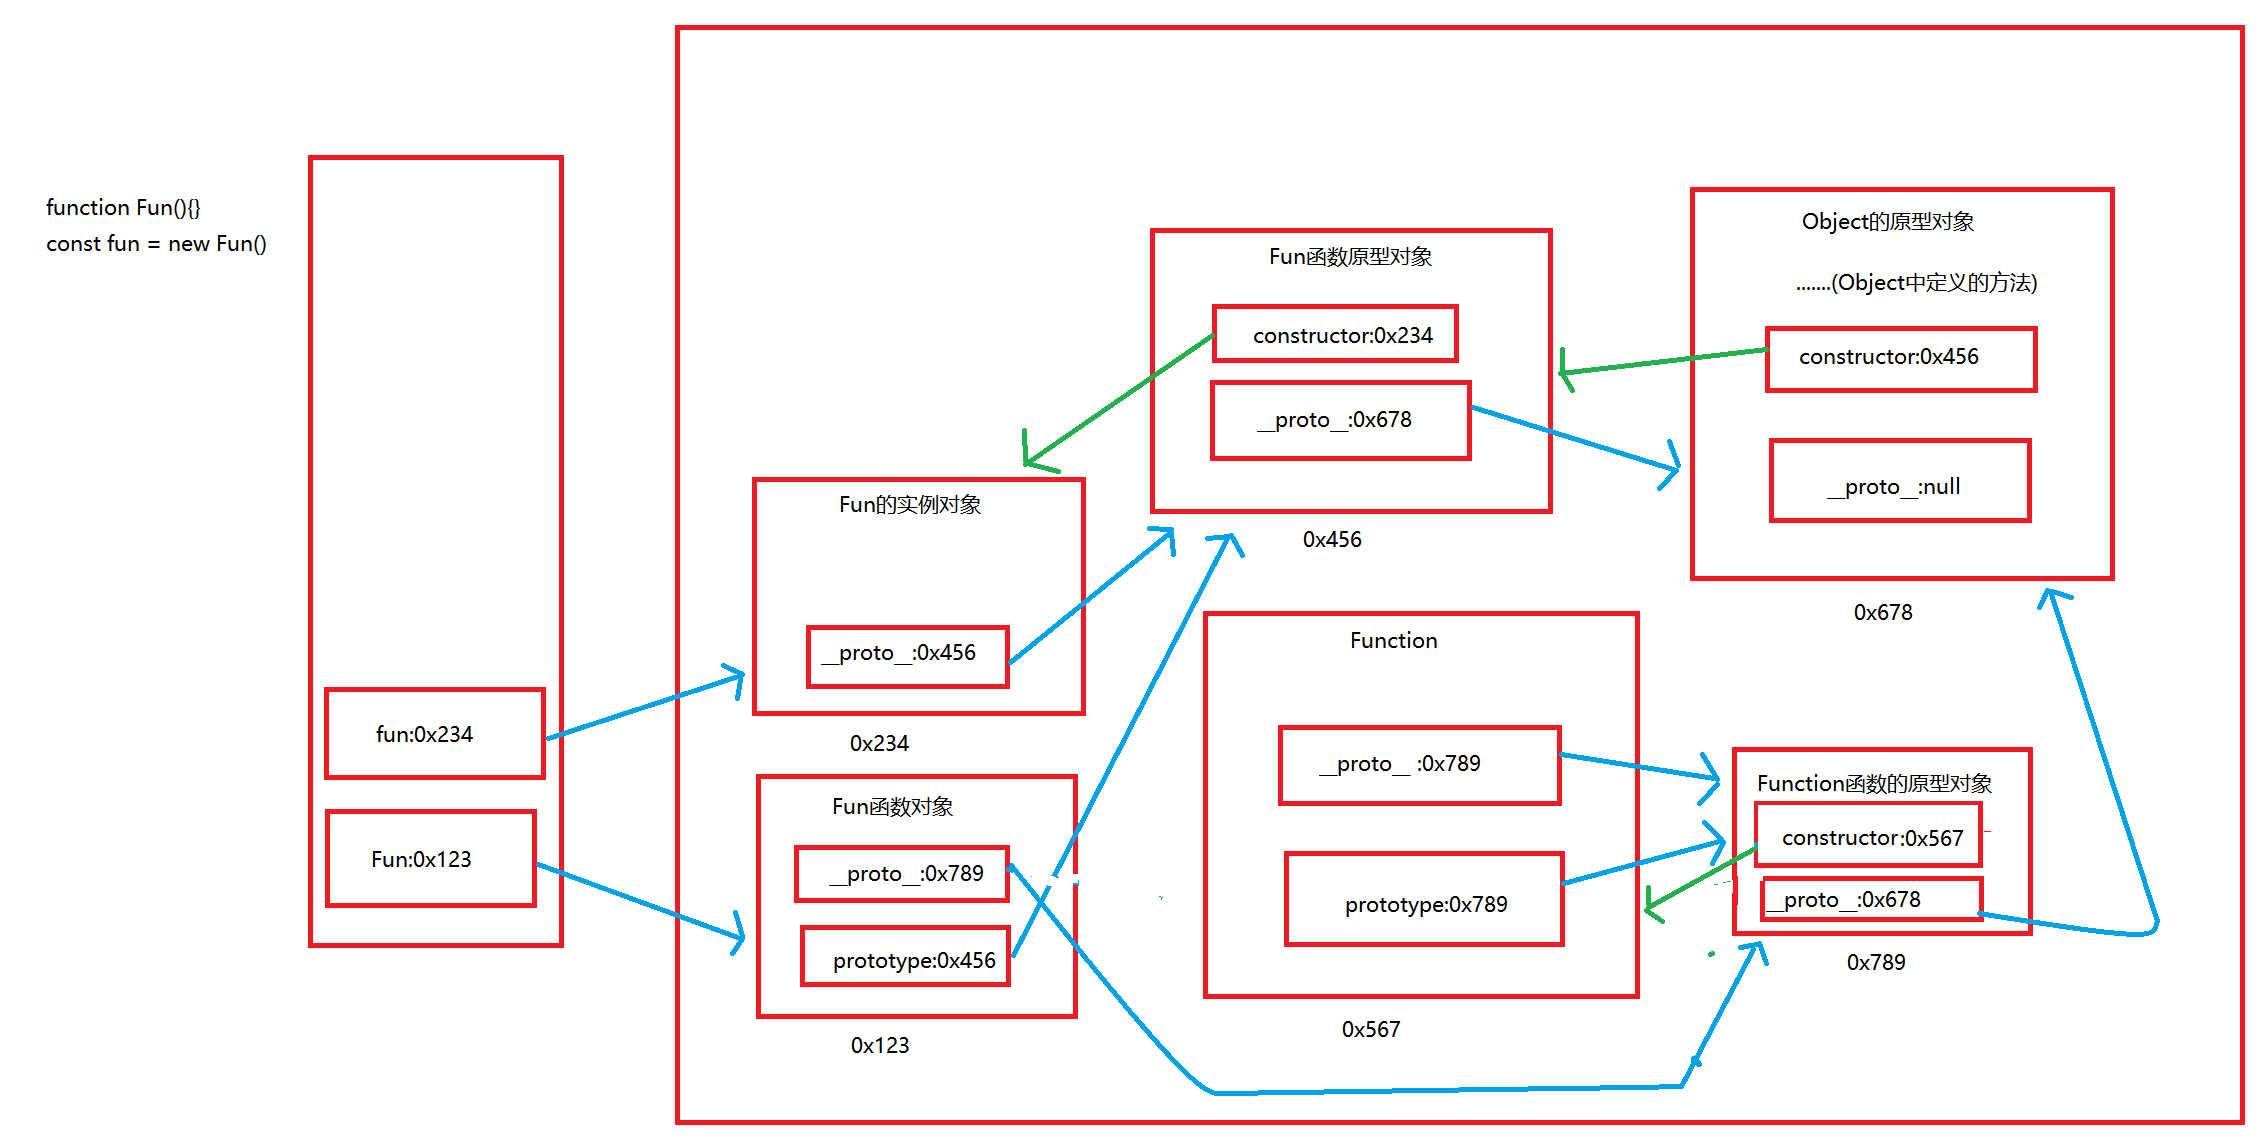 function Fun(){}
const fun = new Fun()
fun:0x234
Fun:0x123
Fun的实例对象
__proto__:0x456
0x234
Fun函数对象
__proto__:0x789
prototype:0x456
0x123
Fun函数原型对象
constructor:0x234
__proto__:0x678
0x456
Function
__proto__ :0x789
prototype:0x789
0x567
Object的原型对象
.......(Object中定义的方法)
constructor:0x456
__proto__:null
0x678
Function函数的原型对象
constructor:0x567
__proto__:0x678
0x789